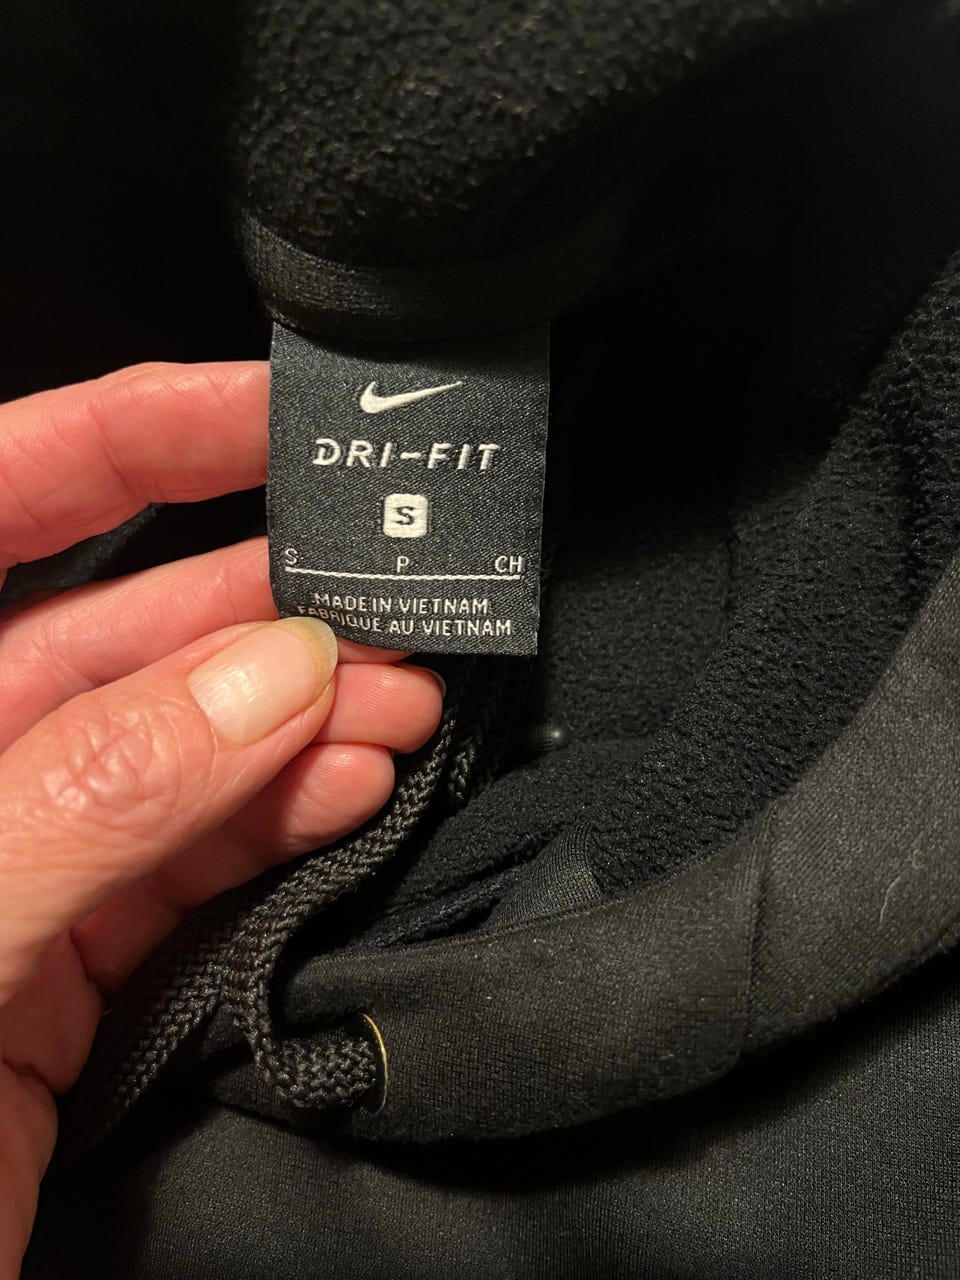 DRI-FIT
S
S P CH
MADE IN VIETNAM
FABRIQUE AU VIETNAM